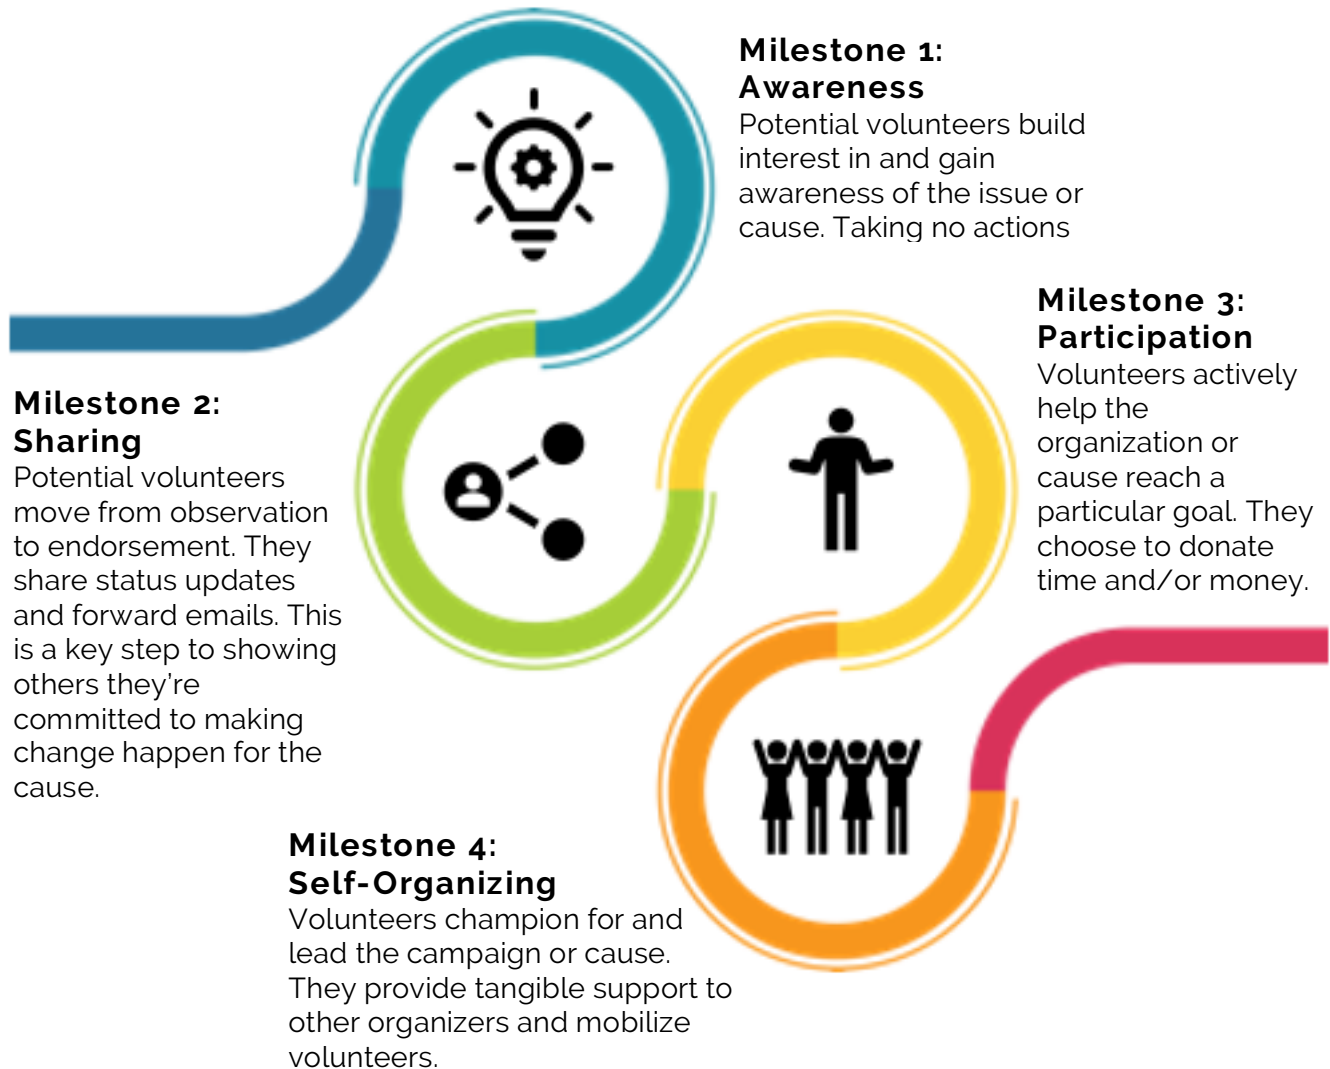 Milestone 1:
Awareness
Potential volunteers build
interest in and gain
awareness of the issue or
cause. Taking no actions
Milestone 2:
Sharing
Potential volunteers
move from observation
to endorsement. They
share status updates
and forward emails. This
is a key step to showing
others they're
committed to making
change happen for the
cause.
Milestone 3:
Participation
Volunteers actively
help the
organization or
cause reach a
particular goal. They
choose to donate
time and/or money.
Milestone 4:
Self-Organizing
Volunteers champion for and
lead the campaign or cause.
They provide tangible support to
other organizers and mobilize
volunteers.